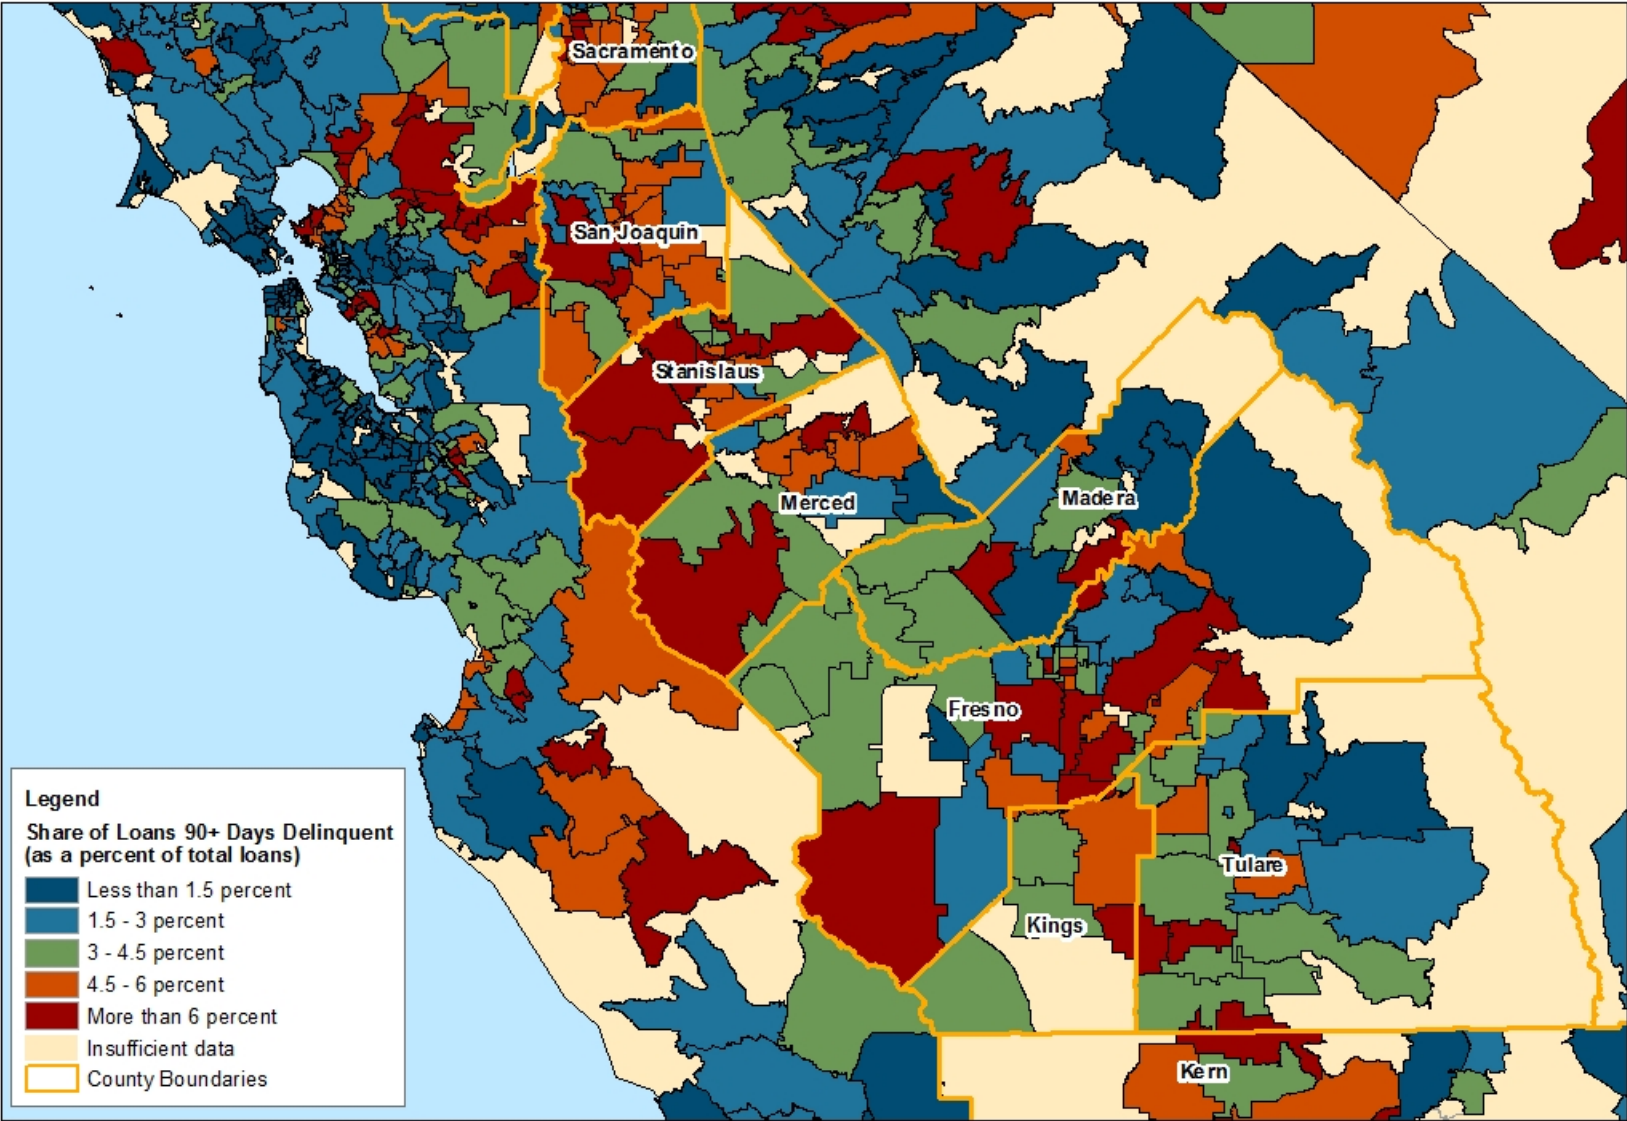 Sacramento
San Joaquin
Stanislaus
Merced
Madera
Fresno
Legend
Share of Loans 90+ Days Delinquent
(as a percent of total loans)
Less than 1.5 percent
1.5 - 3 percent
3 - 4.5 percent
4.5 - 6 percent
More than 6 percent
Insufficient data
County Boundaries
Tulare
Kings
Kern